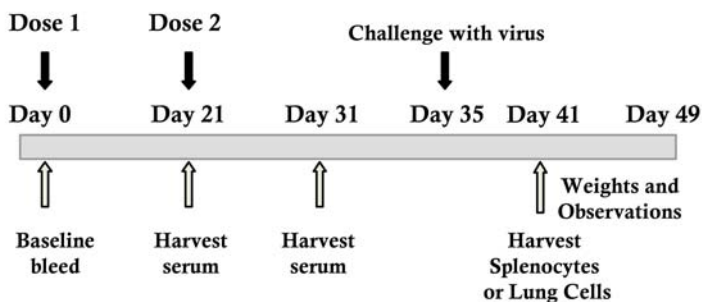 Dose 1
Dose 2
Challenge with virus
Day 0
Day 21
Day 31
Day 35
Day 41
Day 49
Baseline
bleed
Harvest
serum
Harvest
serum
Weights and
Observations
Harvest
Splenocytes
or Lung Cells